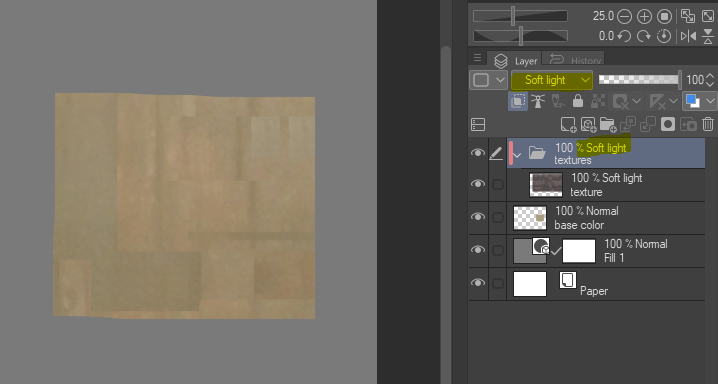 25.0
0.0
Layer
History
Soft light
100
100 % Soft light
textures
100 % Soft light
texture
100 % Normal
base color
100 % Normal
Fill 1
Paper